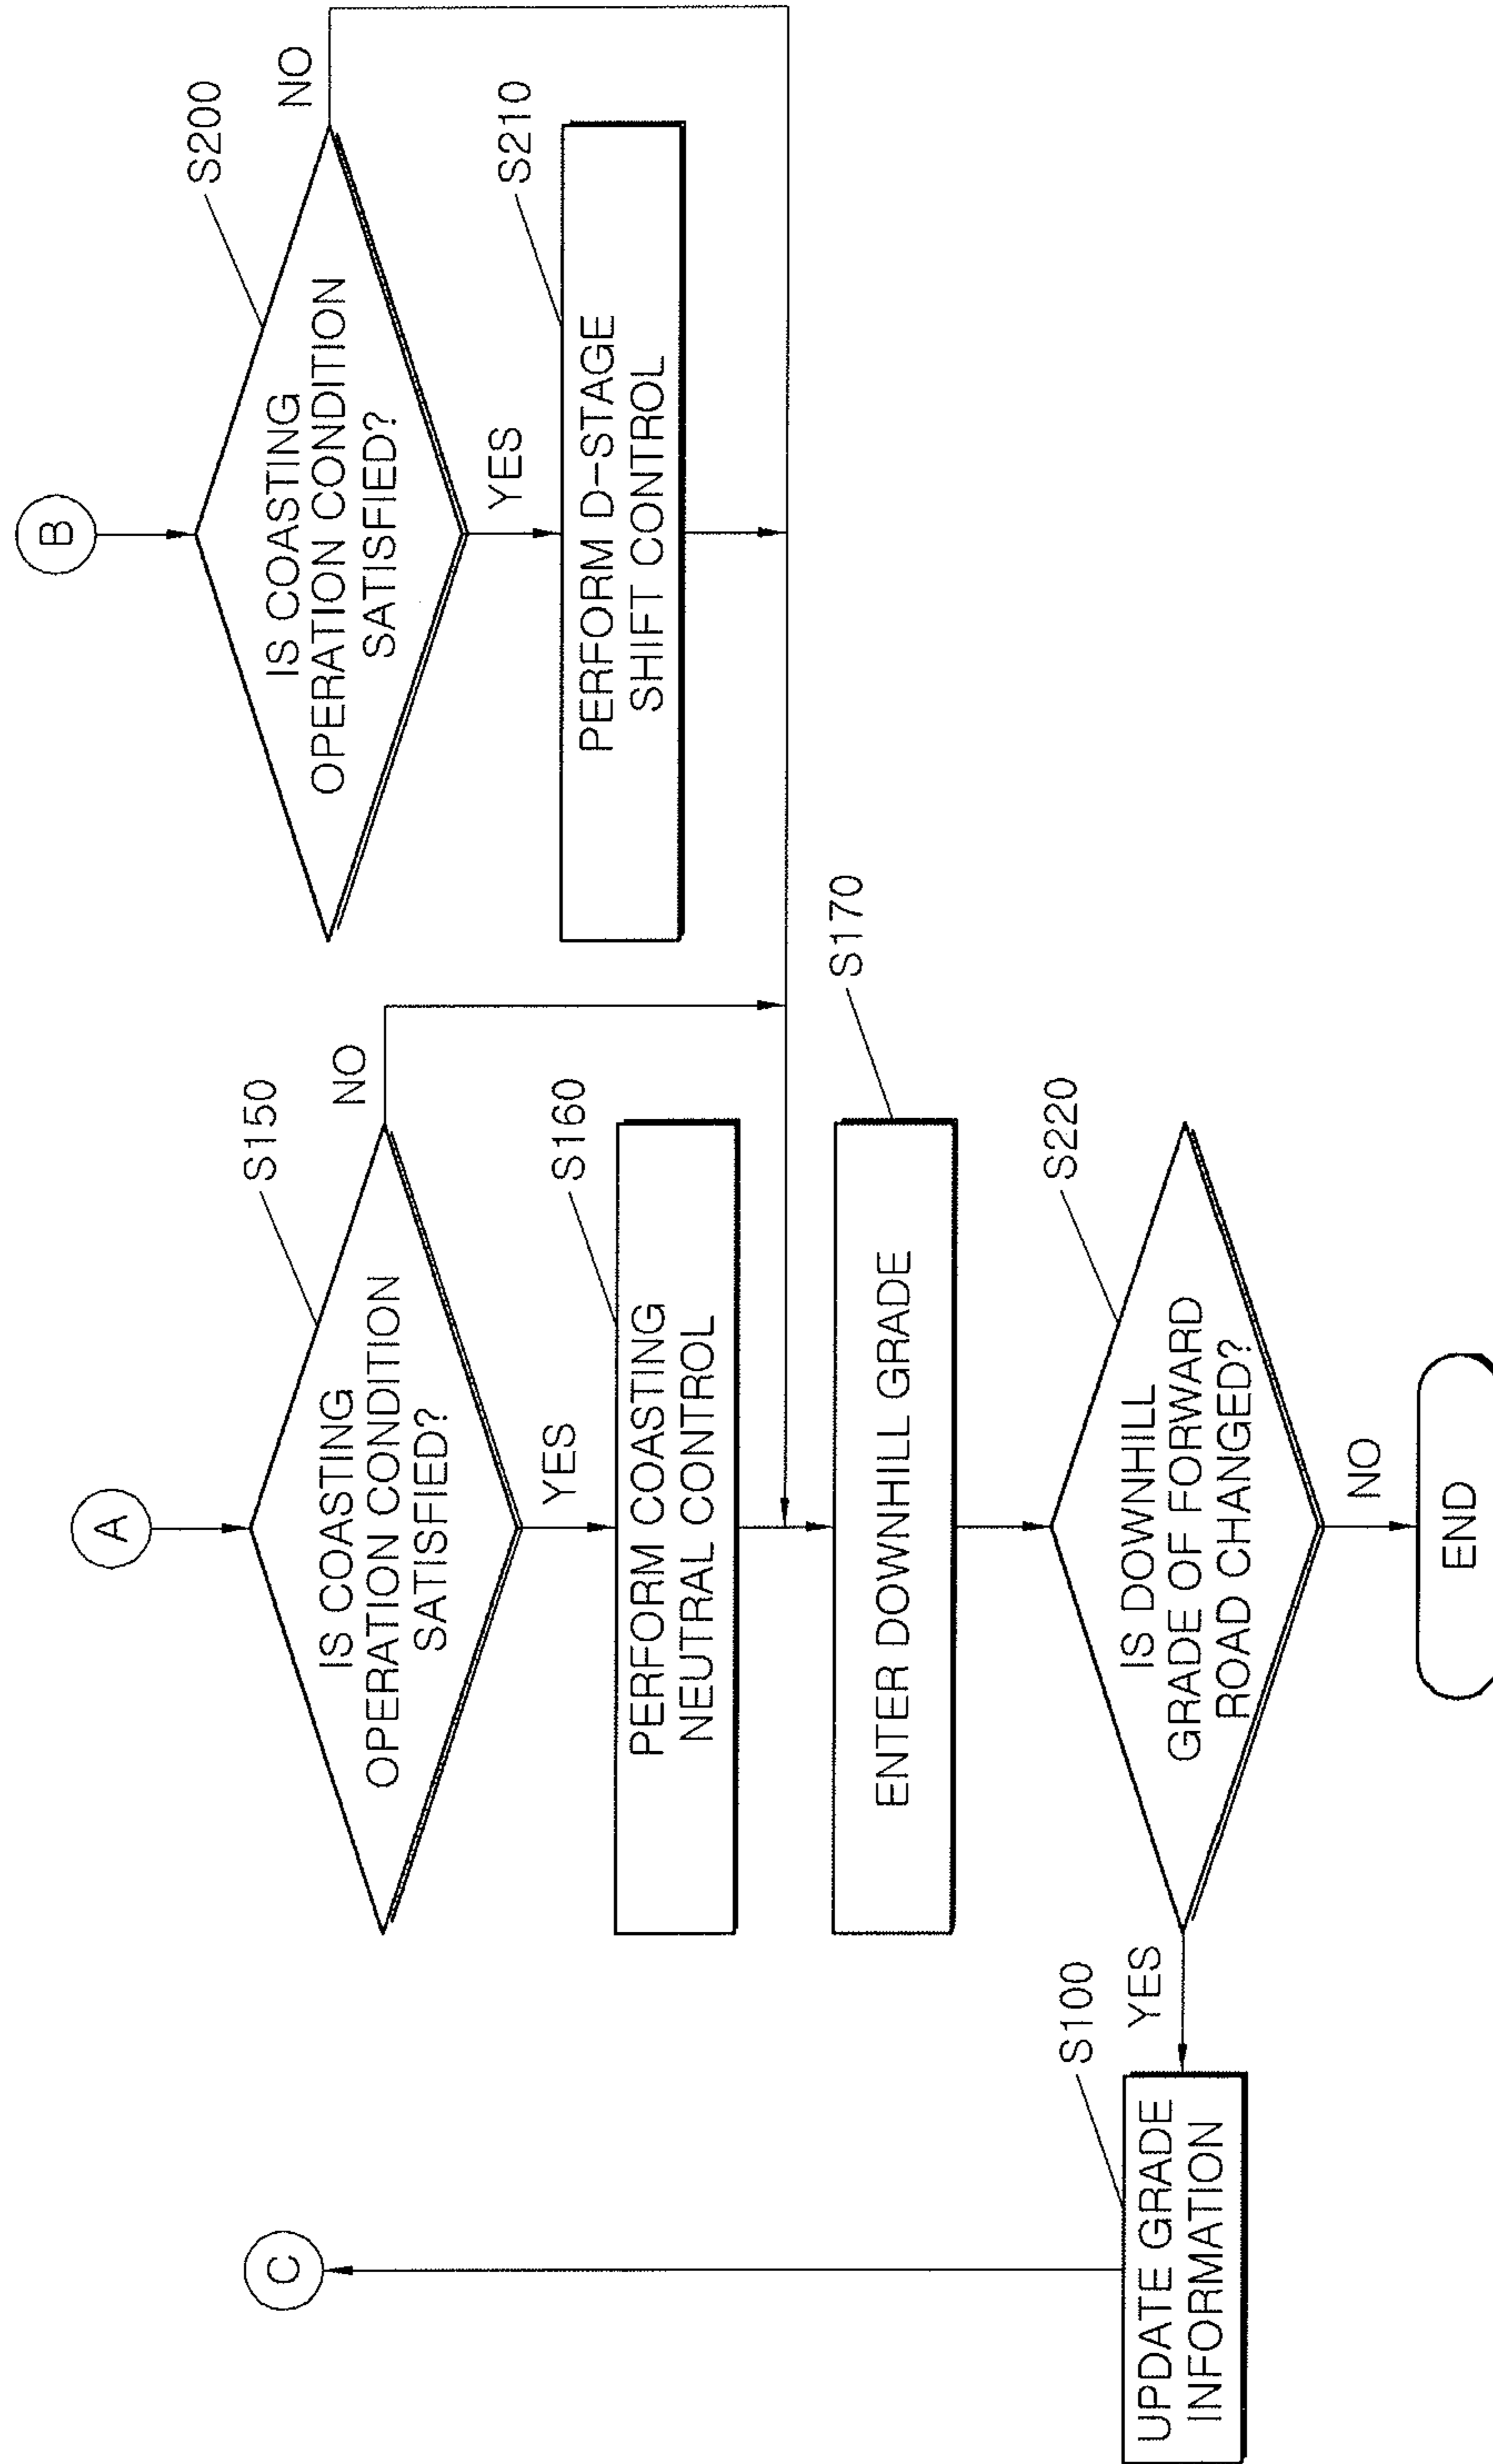 A
IS COASTING
OPERATION CONDITION
SATISFIED?
S150
NO
YES
PERFORM COASTING
NEUTRAL CONTROL
S160
B
IS COASTING
OPERATION CONDITION
SATISFIED?
S200
NO
YES
PERFORM D-STAGE
SHIFT CONTROL
S210
ENTER DOWNHILL GRADE
S170
IS DOWNHILL
GRADE OF FORWARD
ROAD CHANGED?
S220
YES
NO
UPDATE GRADE
INFORMATION
S100
C
END